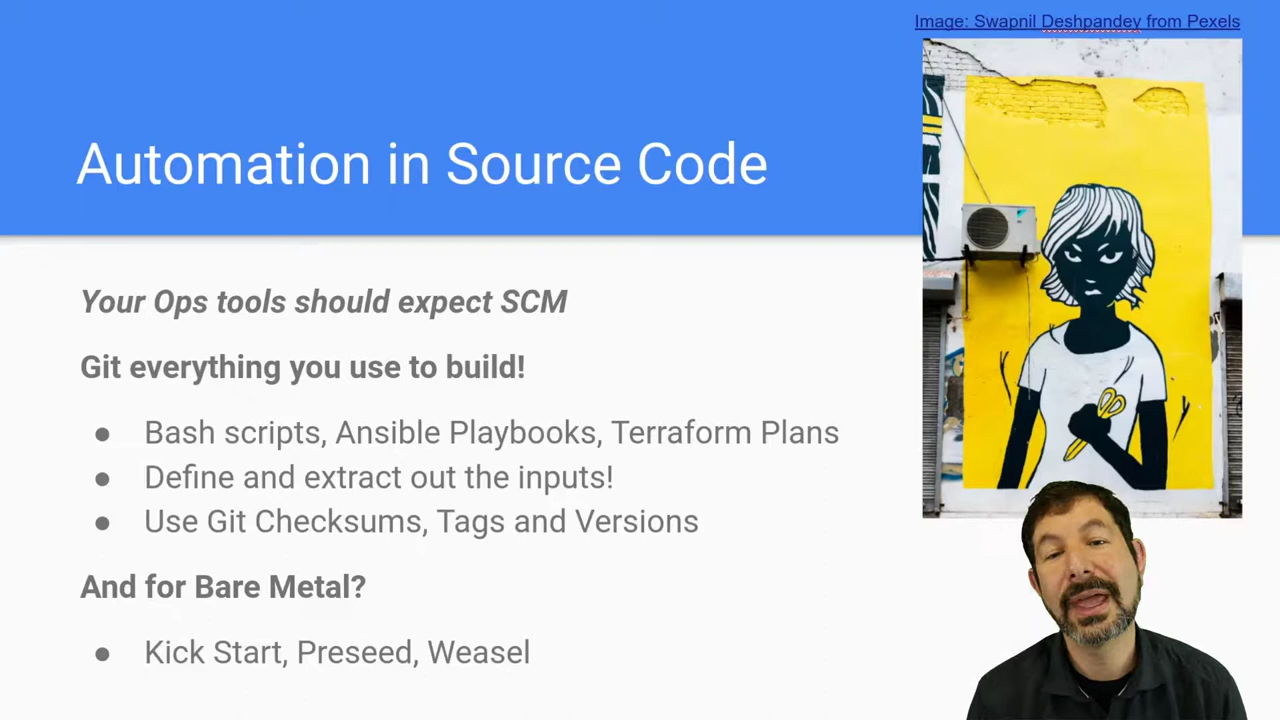 Image: Swapnil Deshpandey from Pexels
Automation in Source Code
Your Ops tools should expect SCM
Git everything you use to build!
● Bash scripts, Ansible Playbooks, Terraform Plans
● Define and extract out the inputs!
● Use Git Checksums, Tags and Versions
And for Bare Metal?
● Kick Start, Preseed, Weasel